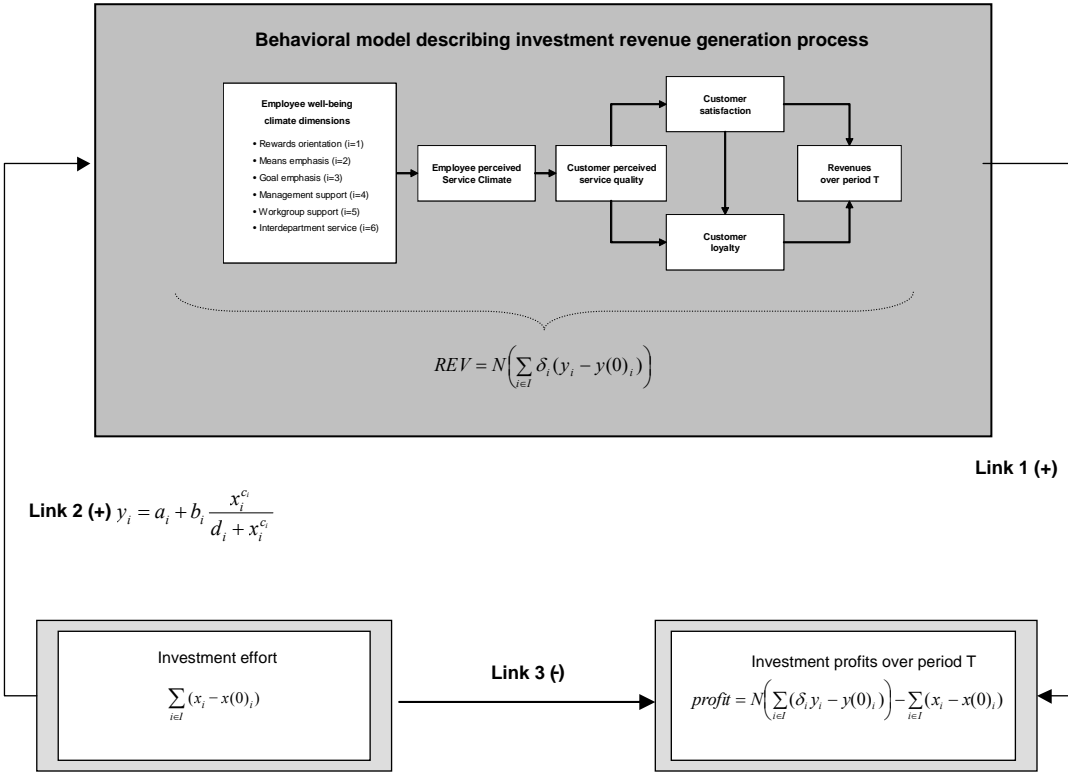 Behavioral model describing investment revenue generation process
Employee well-being
climate dimensions
• Rewards orientation (i=1)
• Means emphasis (i=2)
• Goal emphasis (i=3)
• Management support (i=4)
• Workgroup support (i=5)
• Interdepartment service (i=6)
Employee perceived
Service Climate
Customer perceived
service quality
Customer
satisfaction
Customer
loyalty
Revenues
over period T
REV = N(∑_{i∈I} δ_i(y_i − y(0)_i))
Link 1 (+)
Link 2 (+) y_i = a_i + b_i x_i^{c_i} / (d_i + x_i^{c_i})
Investment effort
∑_{i∈I} (x_i − x(0)_i)
Link 3 (-)
Investment profits over period T
profit = N(∑_{i∈I} (δ_i y_i − y(0)_i)) − ∑_{i∈I} (x_i − x(0)_i)